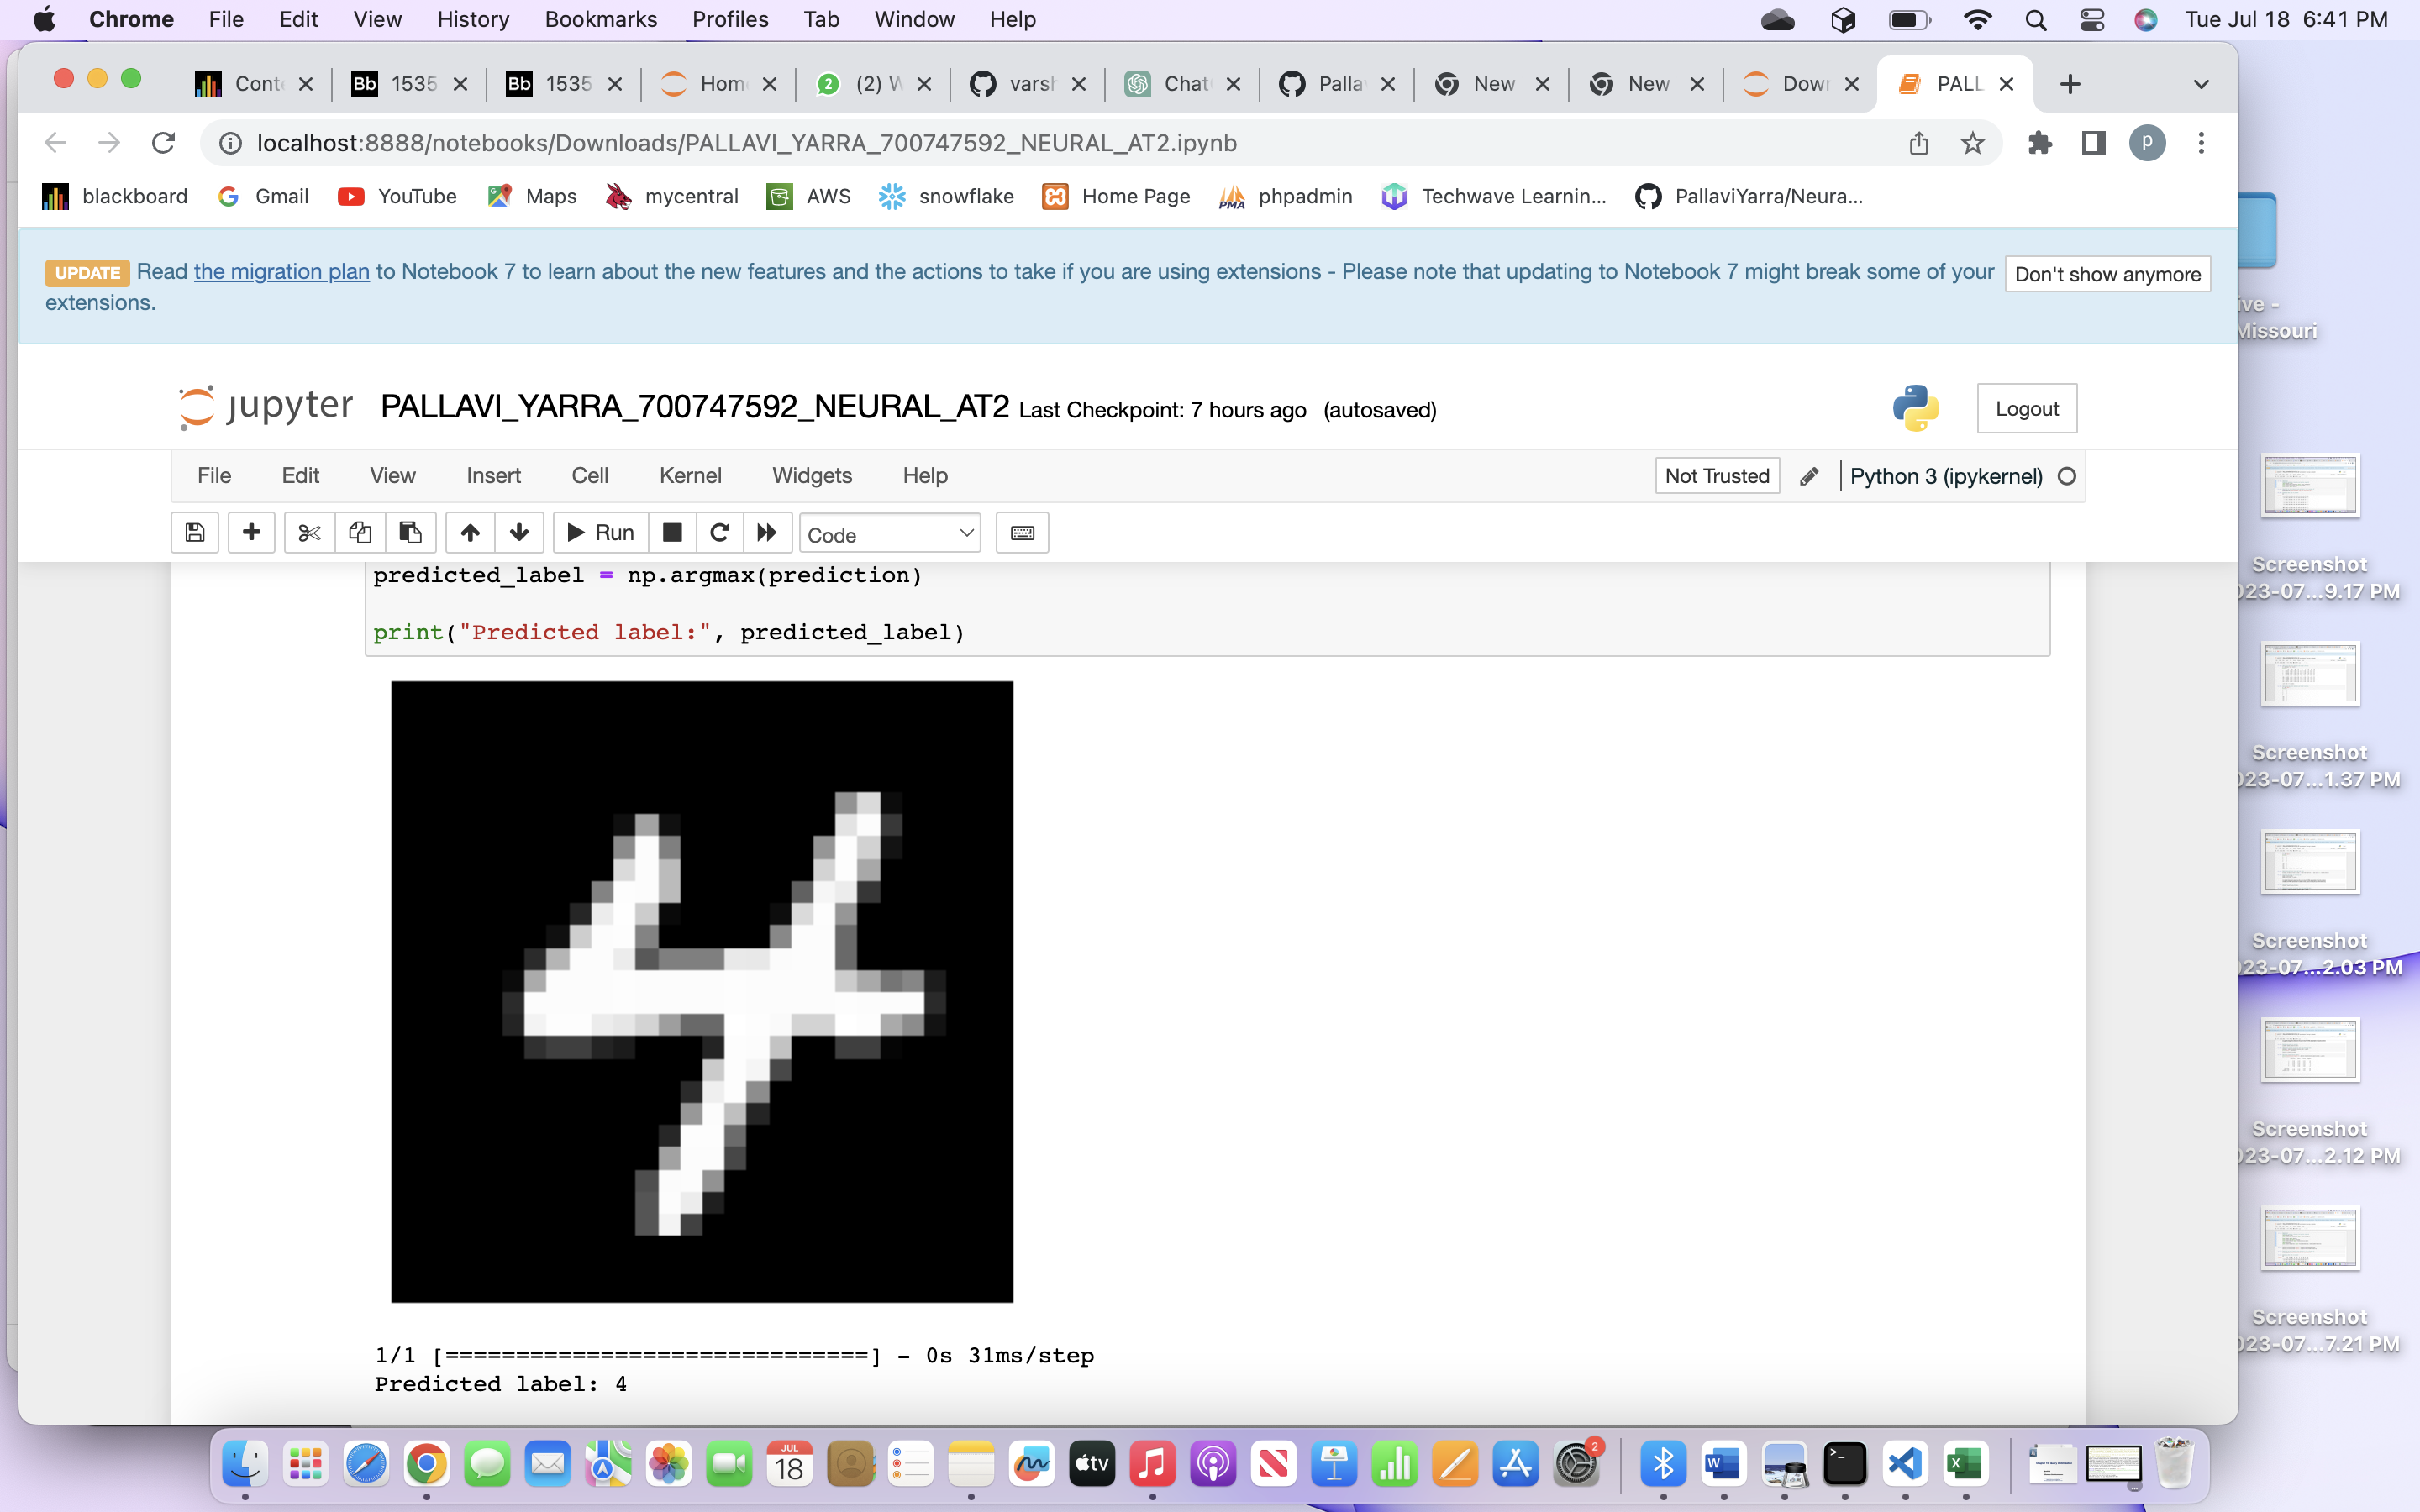 Chrome File Edit View History Bookmarks Profiles Tab Window Help Tue Jul 18 6:41 PM
Conte Bb 1535 Bb 1535 Hom 2 (2) W varsh Chat Palla New New Down PALL
localhost:8888/notebooks/Downloads/PALLAVI_YARRA_700747592_NEURAL_AT2.ipynb p
blackboard Gmail YouTube Maps mycentral AWS snowflake Home Page PMA phpadmin Techwave Learnin... PallaviYarra/Neura...
UPDATE Read the migration plan to Notebook 7 to learn about the new features and the actions to take if you are using extensions - Please note that updating to Notebook 7 might break some of your Don't show anymore
extensions.
ive -
Missouri
jupyter PALLAVI_YARRA_700747592_NEURAL_AT2 Last Checkpoint: 7 hours ago (autosaved) Logout
File Edit View Insert Cell Kernel Widgets Help Not Trusted Python 3 (ipykernel)
Run Code
predicted_label = np.argmax(prediction)
print("Predicted label:", predicted_label)
4
1/1 [==============================] - 0s 31ms/step
Predicted label: 4
Screenshot
023-07...9.17 PM
Screenshot
023-07...1.37 PM
Screenshot
023-07...2.03 PM
Screenshot
023-07...2.12 PM
Screenshot
023-07...7.21 PM
JUL
18
tv
2
W
X